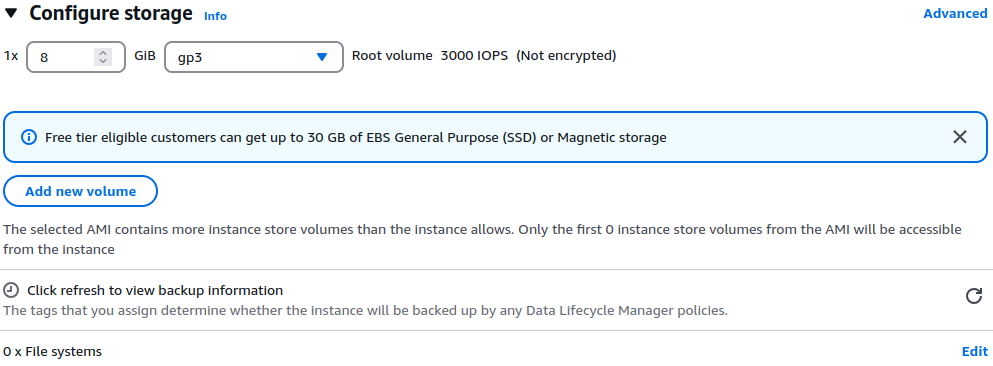 Configure storage Info Advanced
1x 8 GiB gp3 Root volume 3000 IOPS (Not encrypted)
Free tier eligible customers can get up to 30 GB of EBS General Purpose (SSD) or Magnetic storage
Add new volume
The selected AMI contains more instance store volumes than the instance allows. Only the first 0 instance store volumes from the AMI will be accessible
from the instance
Click refresh to view backup information
The tags that you assign determine whether the instance will be backed up by any Data Lifecycle Manager policies.
0 x File systems Edit